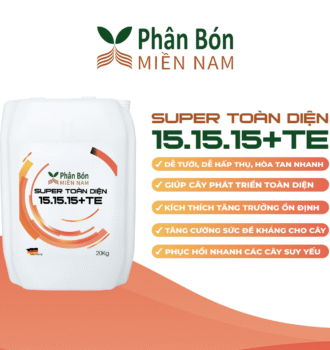 Phân Bón
MIỀN NAM
SUPER TOÀN DIỆN
15.15.15+TE
DỄ TƯỚI, DỄ HẤP THỤ, HÒA TAN NHANH
GIÚP CÂY PHÁT TRIỂN TOÀN DIỆN
KÍCH THÍCH TĂNG TRƯỞNG ỔN ĐỊNH
TĂNG CƯỜNG SỨC ĐỀ KHÁNG CHO CÂY
PHỤC HỒI NHANH CÁC CÂY SUY YẾU
Phân Bón
MIỀN NAM
SUPER TOÀN DIỆN
15.15.15+TE
20Kg